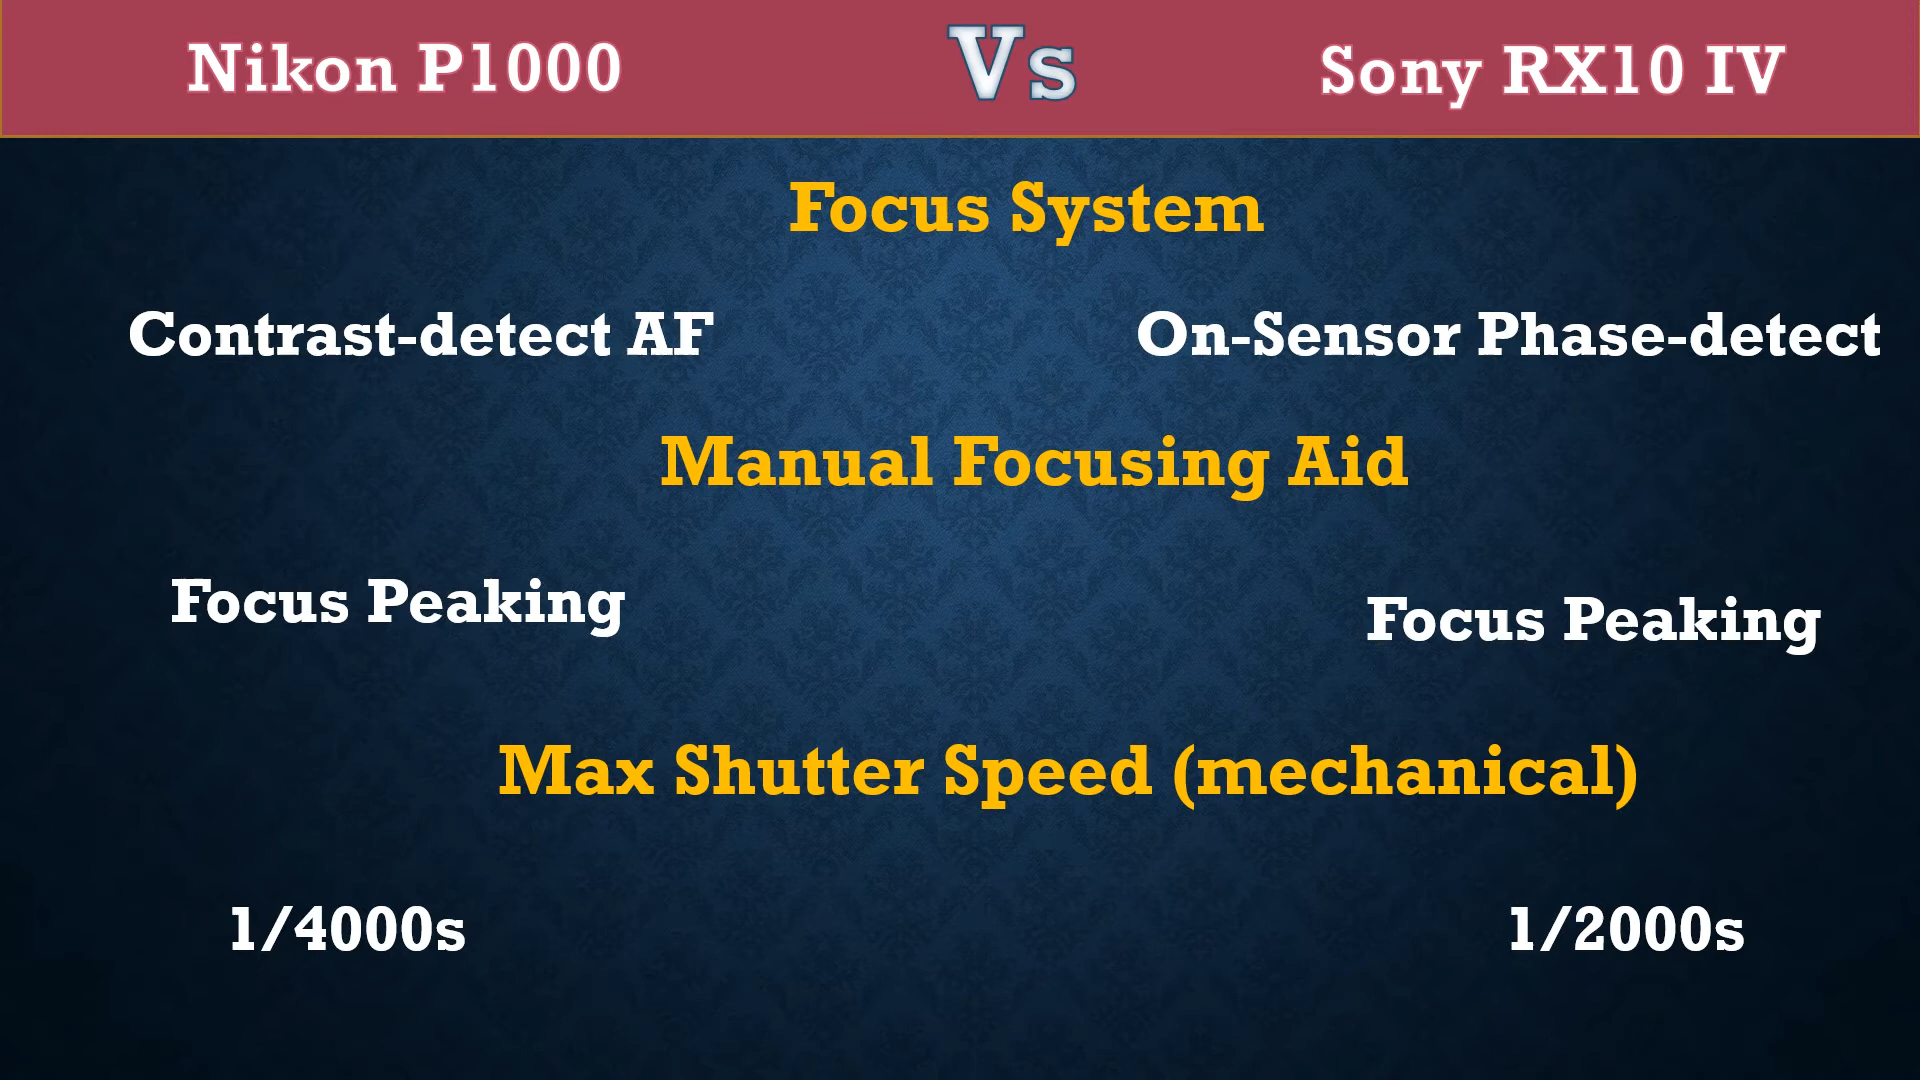 Nikon P1000 Vs Sony RX10 IV
Focus System
Contrast-detect AF On-Sensor Phase-detect
Manual Focusing Aid
Focus Peaking Focus Peaking
Max Shutter Speed (mechanical)
1/4000s 1/2000s